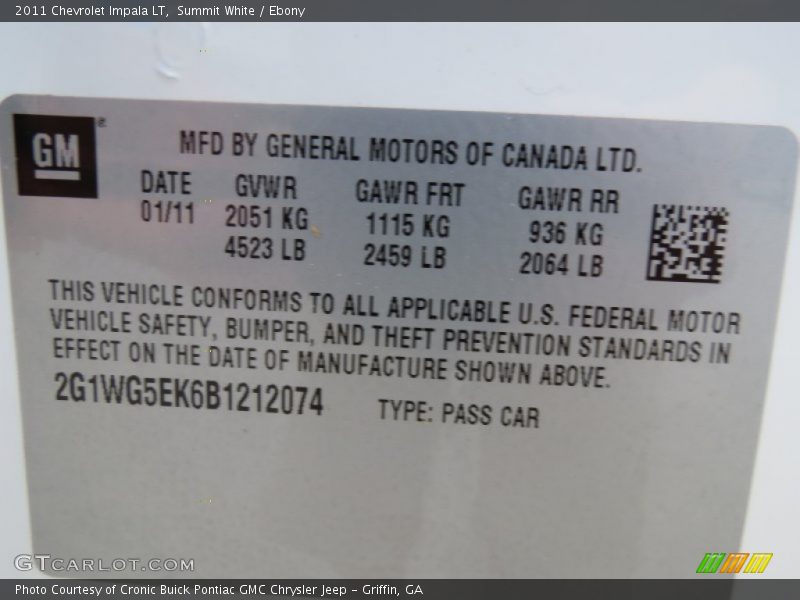 2011 Chevrolet Impala LT, Summit White / Ebony
GM®
MFD BY GENERAL MOTORS OF CANADA LTD.
DATE GVWR GAWR FRT GAWR RR
01/11 2051 KG 1115 KG 936 KG
4523 LB 2459 LB 2064 LB
THIS VEHICLE CONFORMS TO ALL APPLICABLE U.S. FEDERAL MOTOR
VEHICLE SAFETY, BUMPER, AND THEFT PREVENTION STANDARDS IN
EFFECT ON THE DATE OF MANUFACTURE SHOWN ABOVE.
2G1WG5EK6B1212074 TYPE: PASS CAR
GTCARLOT.COM
Photo Courtesy of Cronic Buick Pontiac GMC Chrysler Jeep - Griffin, GA